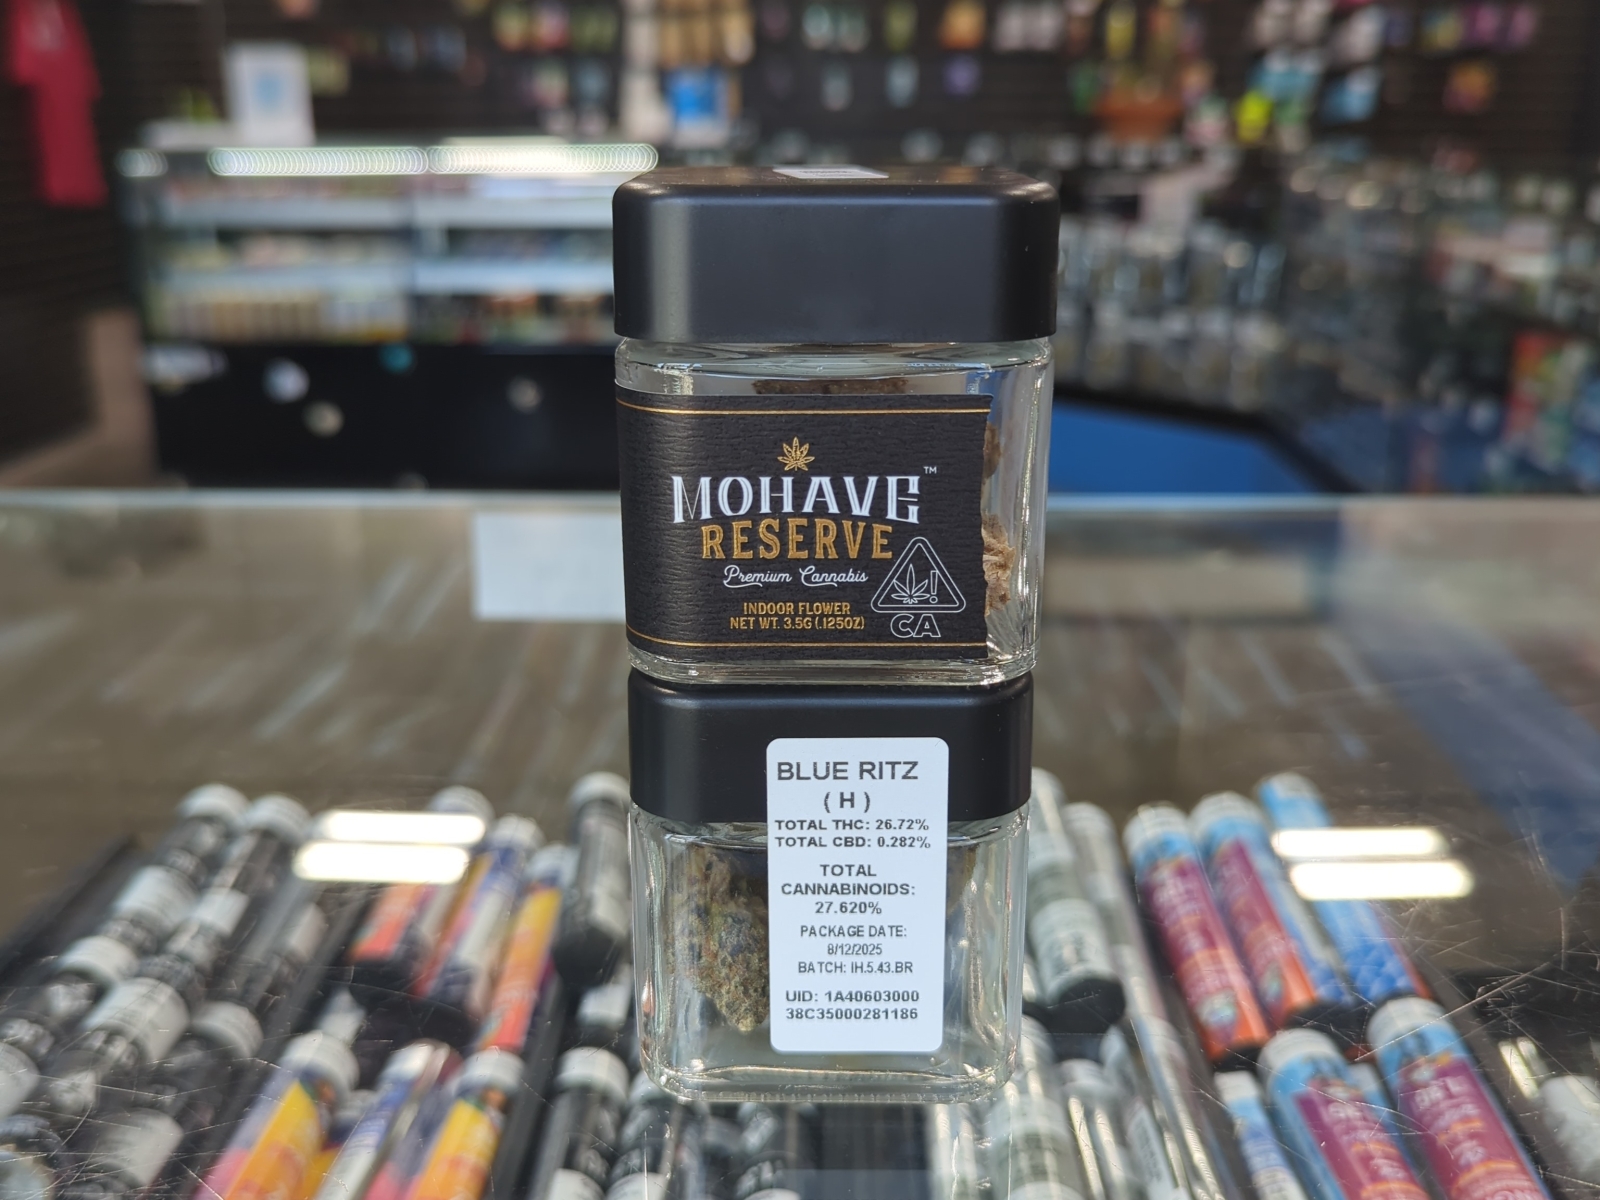 MOHAVE™
RESERVE
Premium Cannabis
INDOOR FLOWER
NET WT. 3.5G (.125OZ)
CA
BLUE RITZ
( H )
TOTAL THC: 26.72%
TOTAL CBD: 0.282%
TOTAL
CANNABINOIDS:
27.620%
PACKAGE DATE:
8/12/2025
BATCH: IH.5.43.BR
UID: 1A40603000
38C35000281186